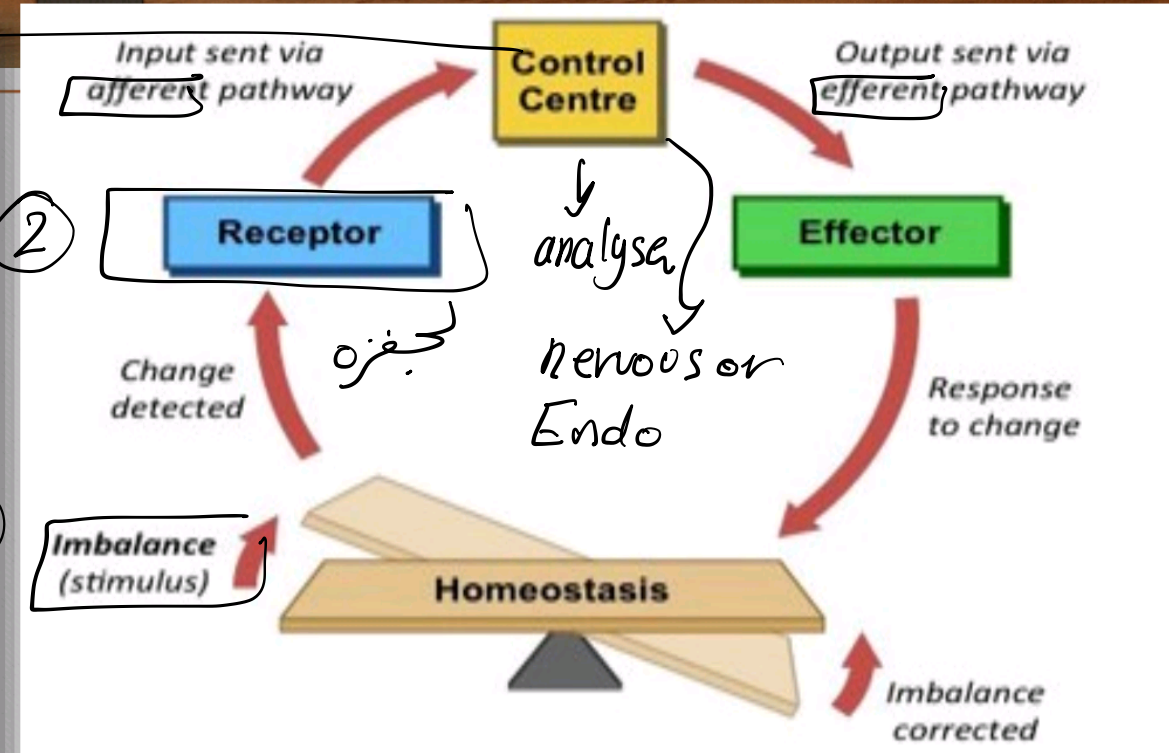 Input sent via
afferent pathway
Control
Centre
Output sent via
efferent pathway
2
Receptor
analyse
Effector
Change
detected
nervous or
Endo
Response
to change
Imbalance
(stimulus)
Homeostasis
Imbalance
corrected